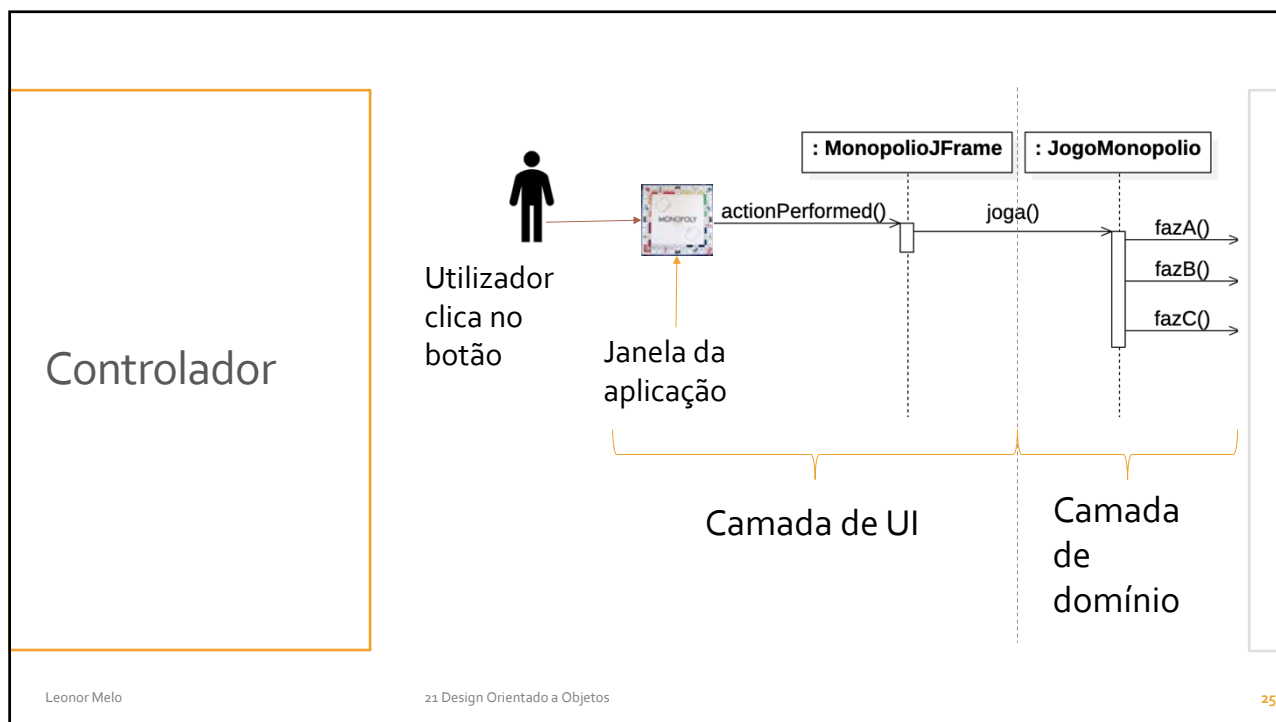 Controlador
Utilizador
clica no
botão
MONOPOLY
Janela da
aplicação
actionPerformed()
: MonopolioJFrame
joga()
: JogoMonopolio
fazA()
fazB()
fazC()
Camada de UI
Camada
de
domínio
Leonor Melo
21 Design Orientado a Objetos
25